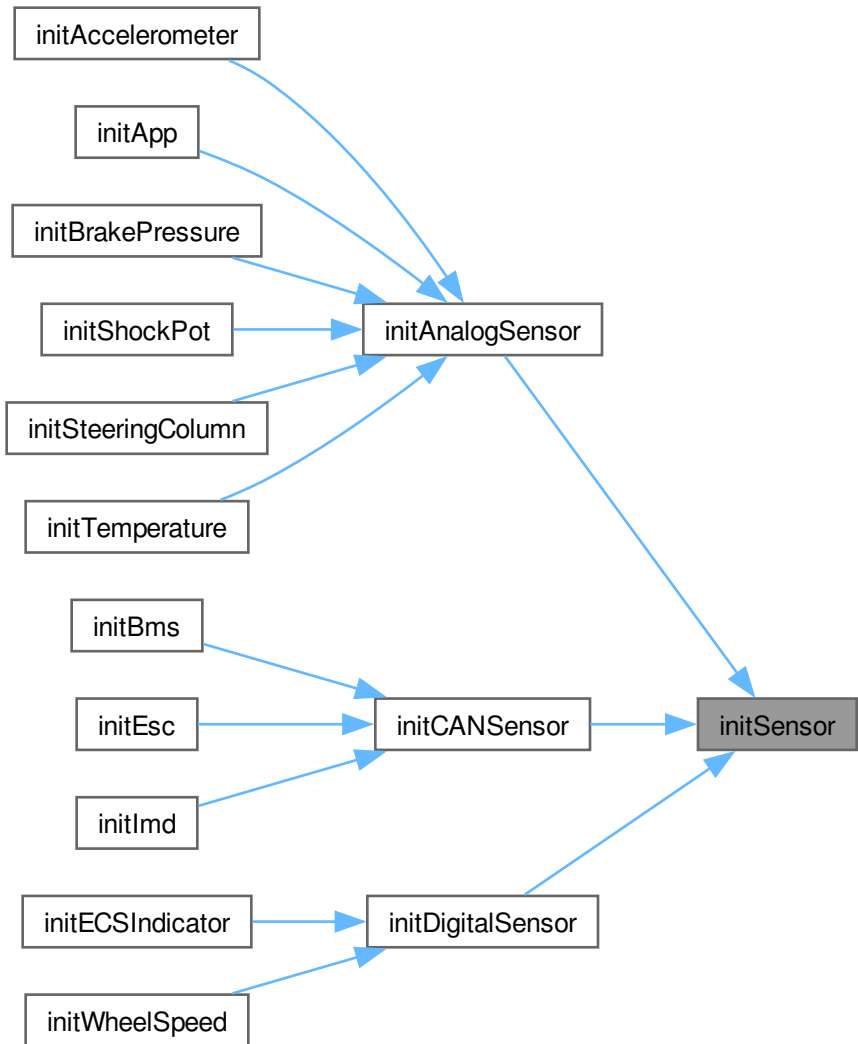 initAccelerometer
initApp
initBrakePressure
initShockPot
initAnalogSensor
initSteeringColumn
initTemperature
initBms
initEsc
initCANSensor
initSensor
initImd
initECSIndicator
initDigitalSensor
initWheelSpeed